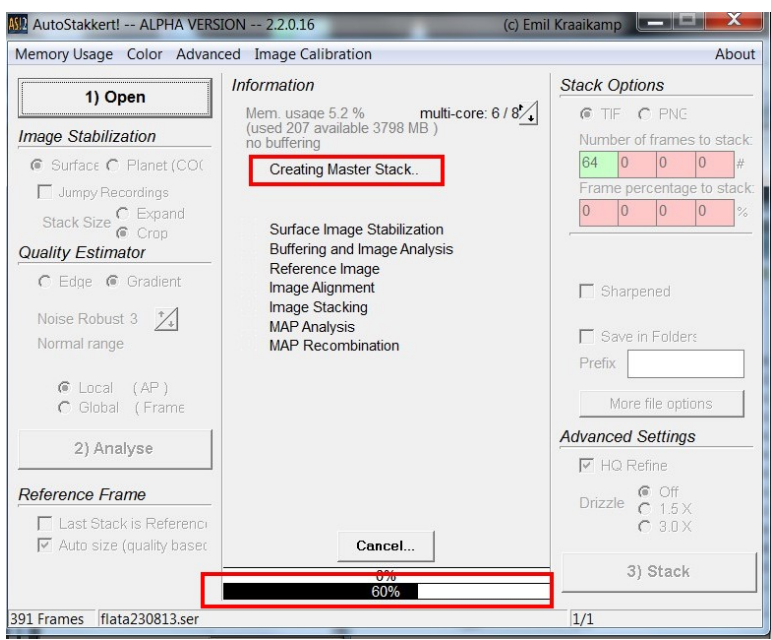 AS!2 AutoStakkert! -- ALPHA VERSION -- 2.2.0.16 (c) Emil Kraaikamp
Memory Usage Color Advanced Image Calibration About
1) Open
Image Stabilization
Surface Planet (COG
Jumpy Recordings
Stack Size Expand
Crop
Quality Estimator
Edge Gradient
Noise Robust 3
Normal range
Local (AP)
Global (Frame
2) Analyse
Reference Frame
Last Stack is Referenc
Auto size (quality based
Information
Mem. usage 5.2 % multi-core: 6 / 8
(used 207 available 3798 MB )
no buffering
Creating Master Stack..
Surface Image Stabilization
Buffering and Image Analysis
Reference Image
Image Alignment
Image Stacking
MAP Analysis
MAP Recombination
Cancel...
0%
60%
Stack Options
TIF PNG
Number of frames to stack:
64 0 0 0 #
Frame percentage to stack:
0 0 0 0 %
Sharpened
Save in Folders
Prefix
More file options
Advanced Settings
HQ Refine
Drizzle Off
1.5 X
3.0 X
3) Stack
391 Frames flata230813.ser 1/1